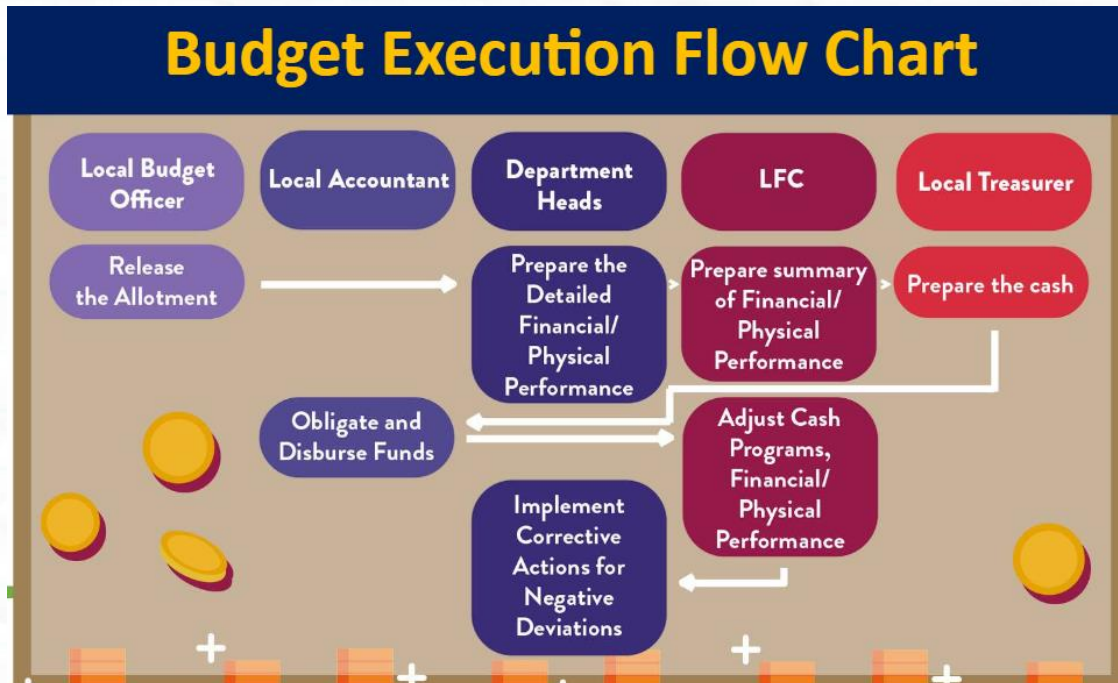 Budget Execution Flow Chart
Local Budget
Officer
Local Accountant
Department
Heads
LFC
Local Treasurer
Release
the Allotment
Prepare the
Detailed
Financial/
Physical
Performance
Prepare summary
of Financial/
Physical
Performance
Prepare the cash
Obligate and
Disburse Funds
Adjust Cash
Programs,
Financial/
Physical
Performance
Implement
Corrective
Actions for
Negative
Deviations